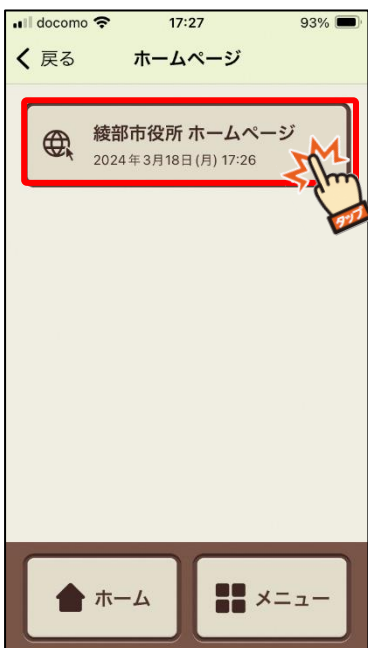 docomo 17:27 93%
戻る ホームページ
綾部市役所 ホームページ
2024年3月18日(月) 17:26
タップ
ホーム メニュー